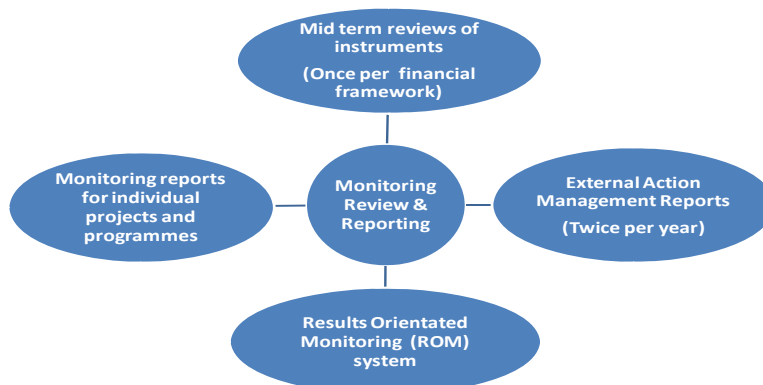 Mid term reviews of
instruments
(Once per financial
framework)
Monitoring reports
for individual
projects and
programmes
Monitoring
Review &
Reporting
External Action
Management Reports
(Twice per year)
Results Orientated
Monitoring (ROM)
system